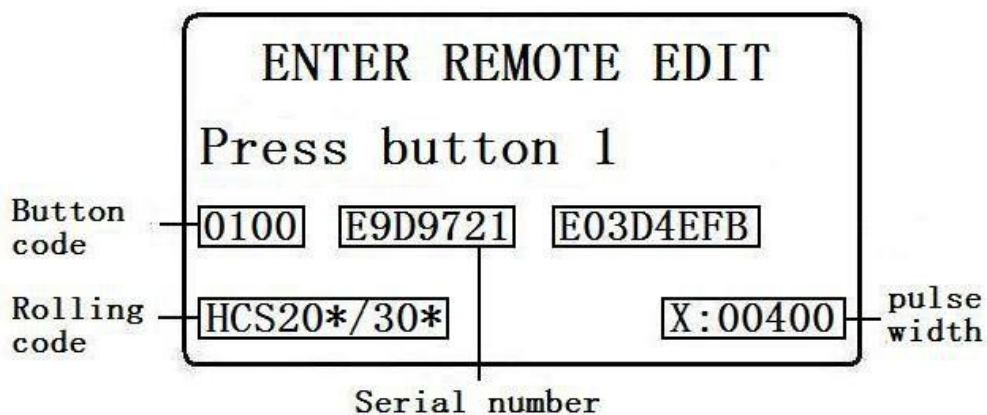 ENTER REMOTE EDIT
Press button 1
Button code
0100 E9D9721 E03D4EFB
Rolling code
HCS20*/30* X:00400
pulse width
Serial number